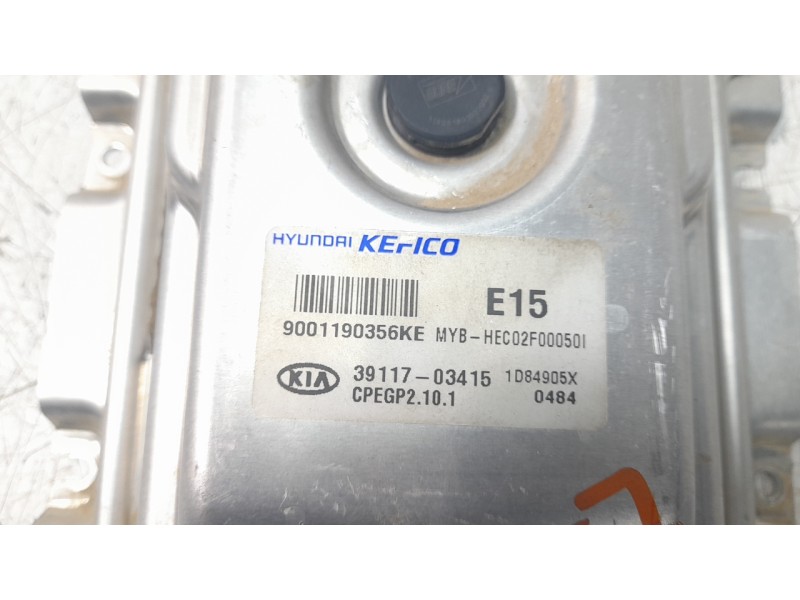 HYUNDAI KEFICO
E15
9001190356KE MYB-HEC02F00050I
KIA 39117-03415 1D84905X
CPEGP2.10.1 0484